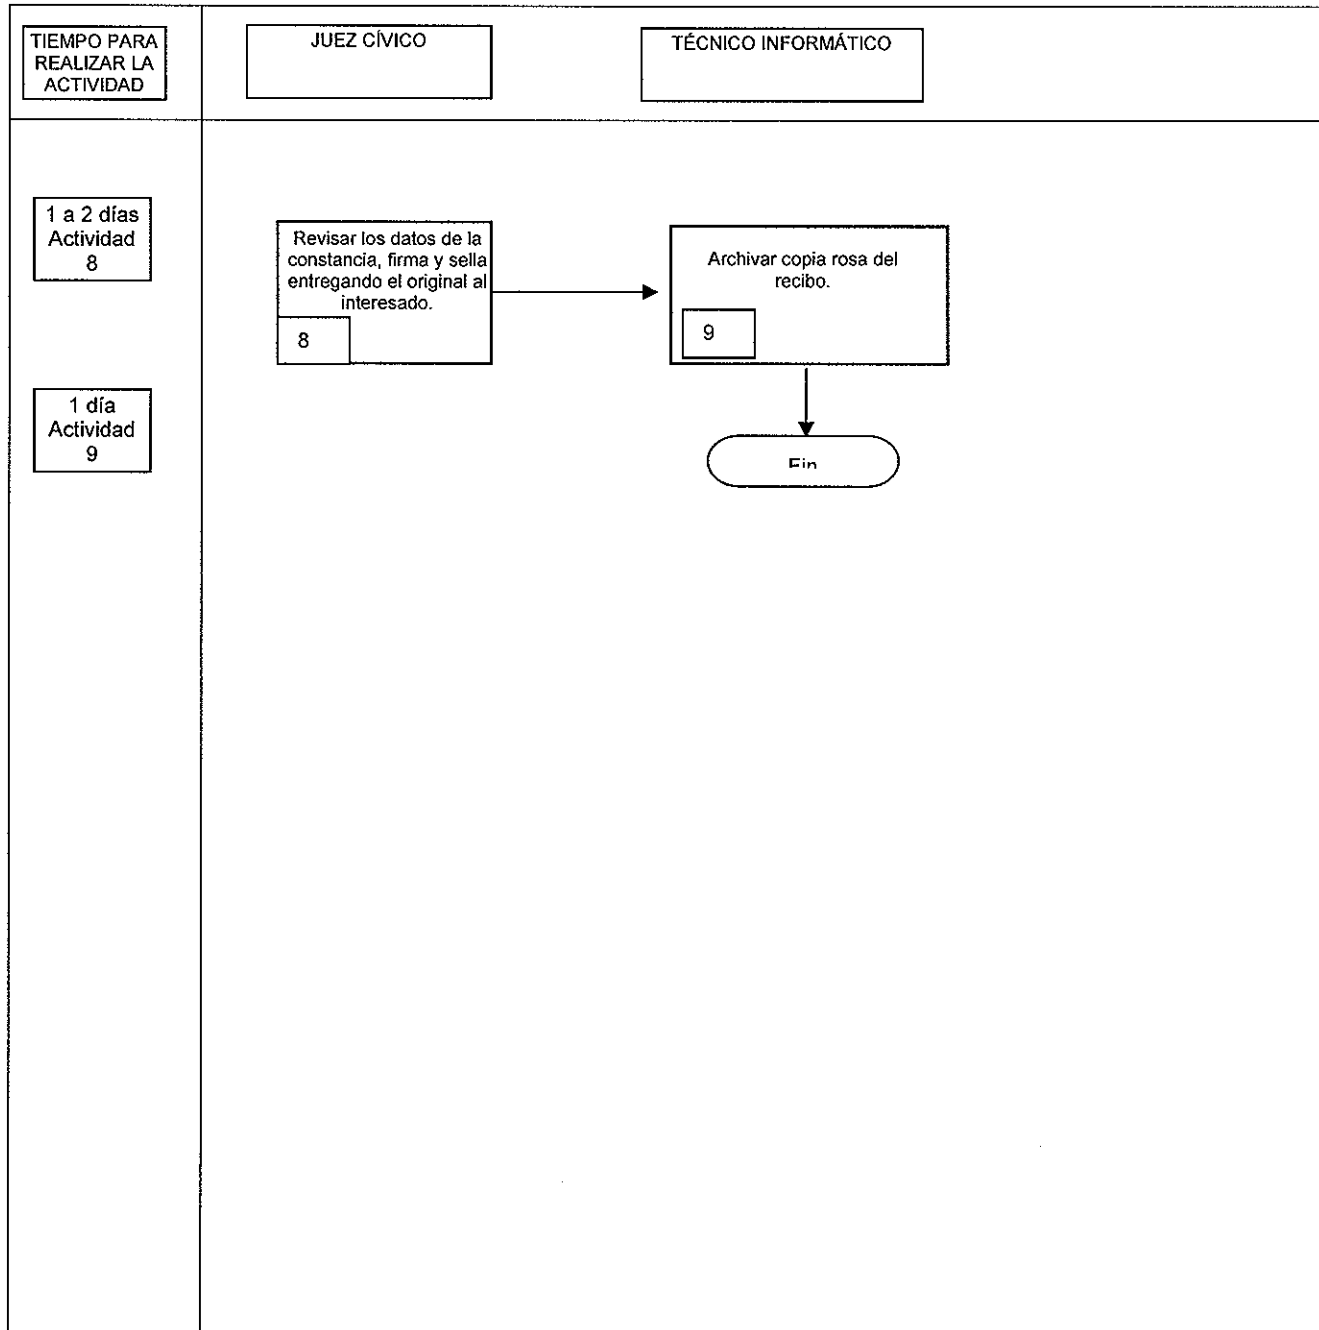 TIEMPO PARA
REALIZAR LA
ACTIVIDAD
JUEZ CÍVICO
TÉCNICO INFORMÁTICO
1 a 2 días
Actividad
8
Revisar los datos de la
constancia, firma y sella
entregando el original al
interesado.
8
Archivar copia rosa del
recibo.
9
1 día
Actividad
9
Fin